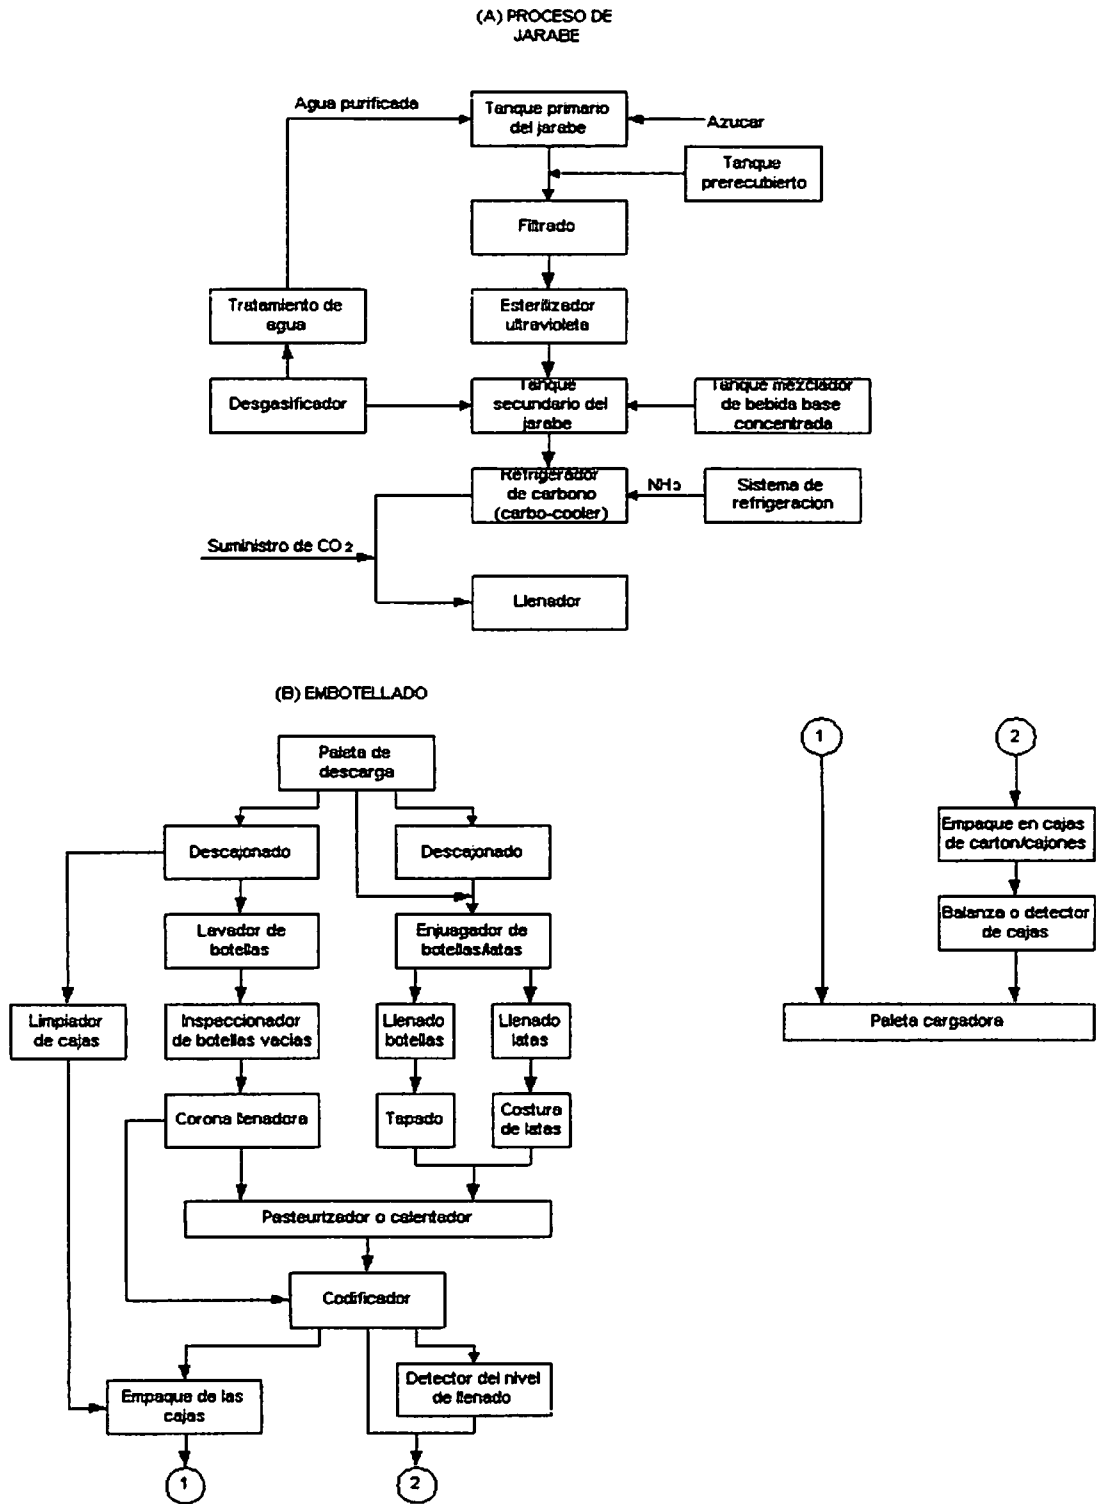 (A) PROCESO DE
JARABE
Agua purificada
Tanque primario
del jarabe
Azucar
Tanque
prerecubierto
Filtrado
Tratamiento de
agua
Esterilizador
ultravioleta
Desgasificador
Tanque
secundario del
jarabe
Tanque mezclador
de bebida base
concentrada
Refrigerador
de carbono
(carbo-cooler)
NH3
Sistema de
refrigeracion
Suministro de CO2
Llenador
(B) EMBOTELLADO
Paleta de
descarga
Descajonado
Descajonado
Lavador de
botellas
Enjuagador de
botellas/latas
Limpiador
de cajas
Inspeccionador
de botellas vacias
Llenado
botellas
Llenado
latas
Corona llenadora
Tapado
Costura
de latas
Pasteurizador o calentador
Codificador
Empaque de las
cajas
Detector del nivel
de llenado
1
2
1
2
Empaque en cajas
de carton/cajones
Balanza o detector
de cajas
Paleta cargadora